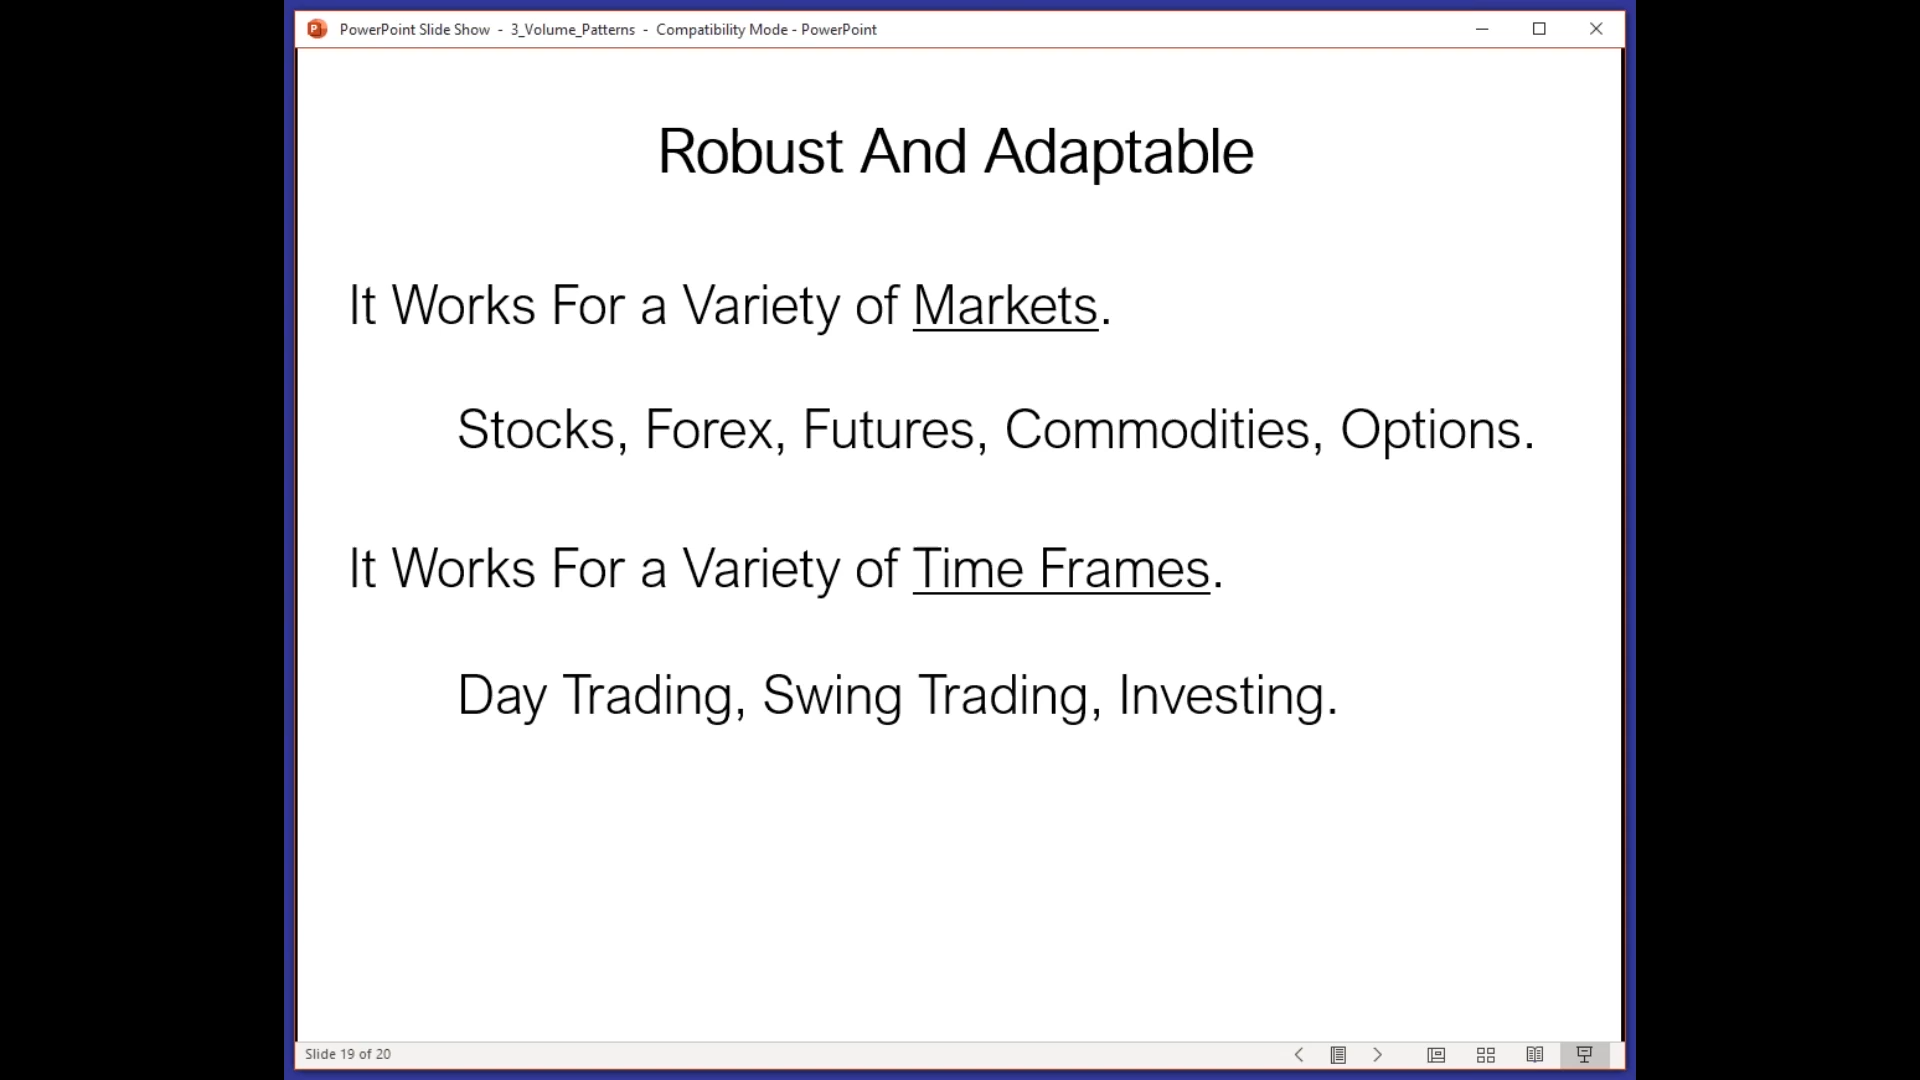 PowerPoint Slide Show - 3_Volume_Patterns - Compatibility Mode - PowerPoint
Robust And Adaptable
It Works For a Variety of Markets.
Stocks, Forex, Futures, Commodities, Options.
It Works For a Variety of Time Frames.
Day Trading, Swing Trading, Investing.
Slide 19 of 20